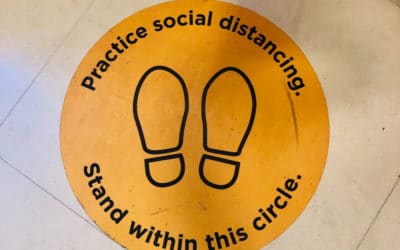 Practice social distancing.
Stand within this circle.